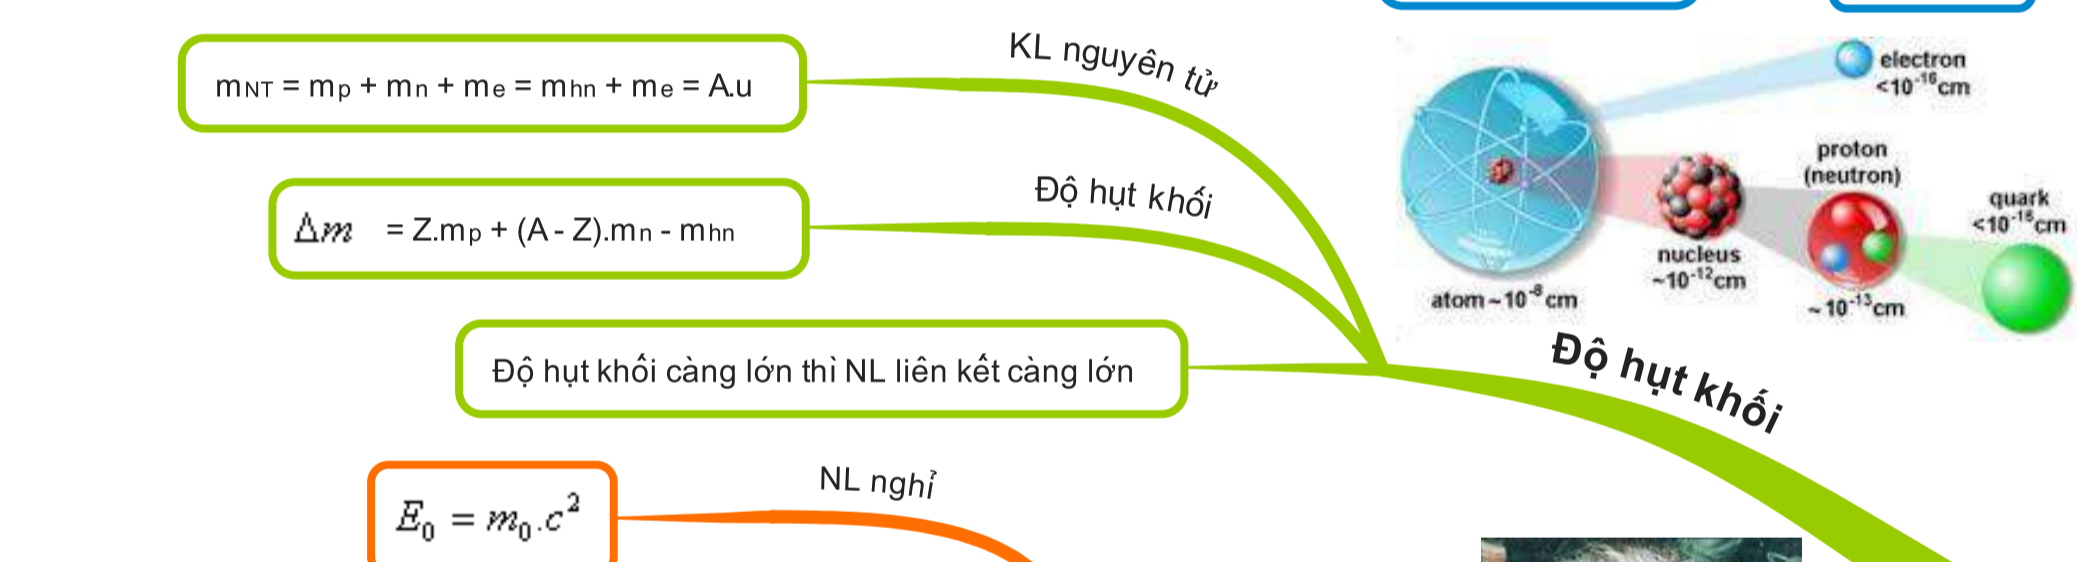 KL nguyên tử
mNT = mp + mn + me = mhn + me = A.u
Độ hụt khối
Δm = Z.mp + (A - Z).mn - mhn
Độ hụt khối càng lớn thì NL liên kết càng lớn
Độ hụt khối
NL nghỉ
E₀ = m₀.c²
electron
<10⁻¹⁶cm
proton
(neutron)
~10⁻¹³cm
quark
<10⁻¹⁸cm
nucleus
~10⁻¹²cm
atom~10⁻⁸cm